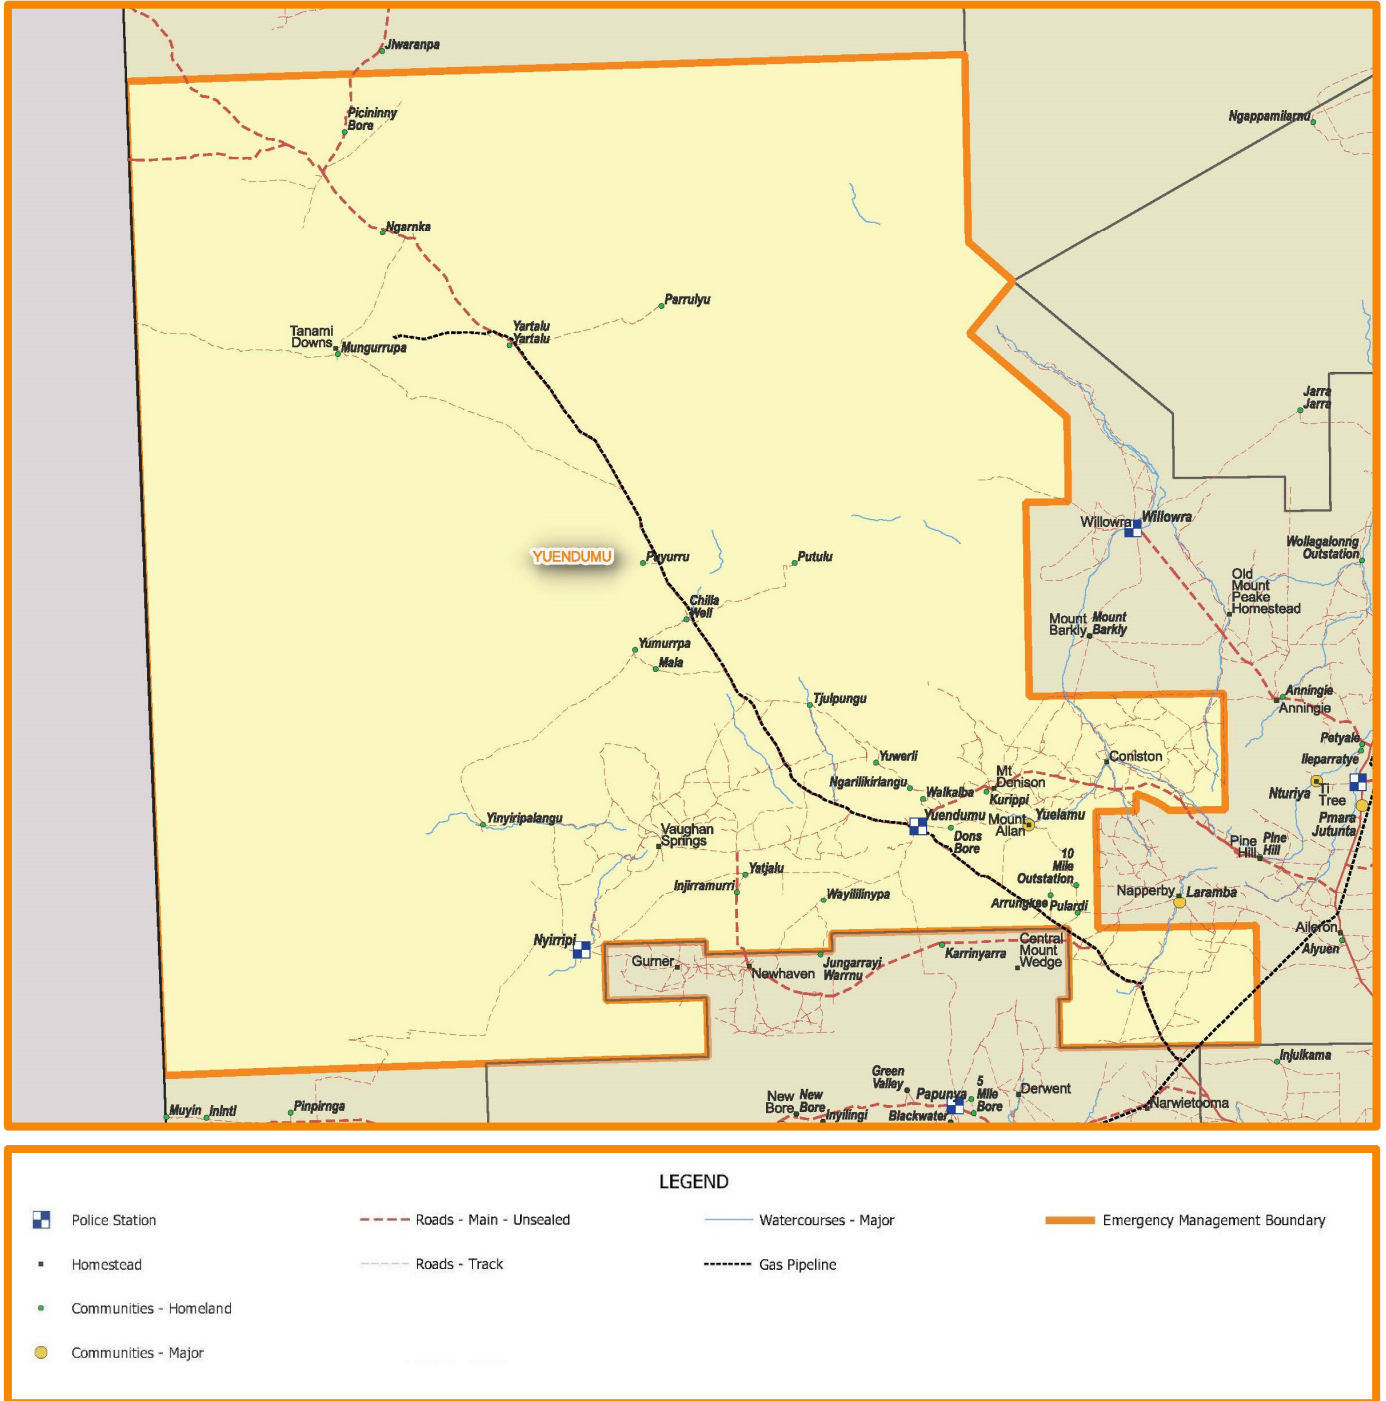 Jiwaranpa
Picininny
Bore
Ngappamilarnu
Ngarnka
Parrulyu
Tanami
Downs
Mungurrupa
Yartalu
Yartalu
Jarra
Jarra
Willowra
Willowra
Wollagalonng
Outstation
YUENDUMU
Puyurru
Putulu
Old
Mount
Peake
Homestead
Chilla
Well
Mount
Barkly
Mount
Barkly
Yumurrpa
Mala
Tjulpungu
Anningie
Anningie
Petyale
Ileparratye
Yuwerli
Coniston
Ngarilikirlangu
Walkalba
Mt
Denison
Kurippi
Nturiya
Ti
Tree
Pmara
Jutunta
Yinyiripalangu
Vaughan
Springs
Yuendumu
Dons
Bore
Mount
Allan
Yuelamu
Pine
Hill
Pine
Hill
10
Mile
Outstation
Yatjalu
Injirramurri
Wayililinypa
Arrungkee
Pulardi
Napperby
Laramba
Nyirripi
Aileron
Alyuen
Gurner
Newhaven
Jungarrayi
Warrnu
Karrinyarra
Central
Mount
Wedge
Injulkama
Green
Valley
Papunya
5
Mile
Bore
Derwent
Muyin
Ininti
Pinpirnga
New
Bore
New
Bore
Inyilingi
Blackwater
Narwietooma
LEGEND
Police Station
Roads - Main - Unsealed
Watercourses - Major
Emergency Management Boundary
Homestead
Roads - Track
Gas Pipeline
Communities - Homeland
Communities - Major